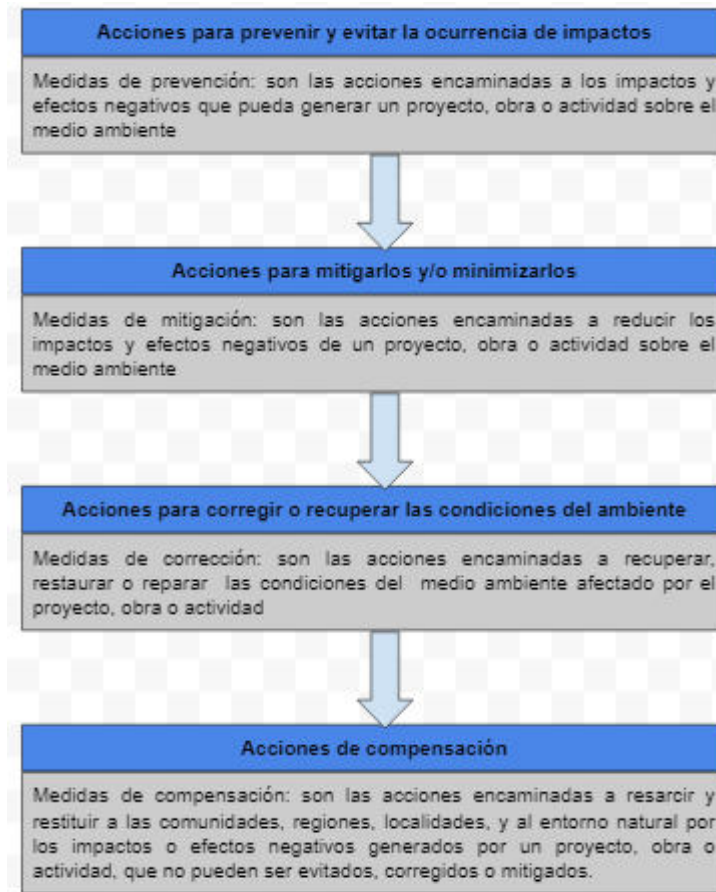 Acciones para prevenir y evitar la ocurrencia de impactos
Medidas de prevención: son las acciones encaminadas a los impactos y
efectos negativos que pueda generar un proyecto, obra o actividad sobre el
medio ambiente
Acciones para mitigarlos y/o minimizarlos
Medidas de mitigación: son las acciones encaminadas a reducir los
impactos y efectos negativos de un proyecto, obra o actividad sobre el
medio ambiente
Acciones para corregir o recuperar las condiciones del ambiente
Medidas de corrección: son las acciones encaminadas a recuperar,
restaurar o reparar las condiciones del medio ambiente afectado por el
proyecto, obra o actividad
Acciones de compensación
Medidas de compensación: son las acciones encaminadas a resarcir y
restituir a las comunidades, regiones, localidades, y al entorno natural por
los impactos o efectos negativos generados por un proyecto, obra o
actividad, que no pueden ser evitados, corregidos o mitigados.